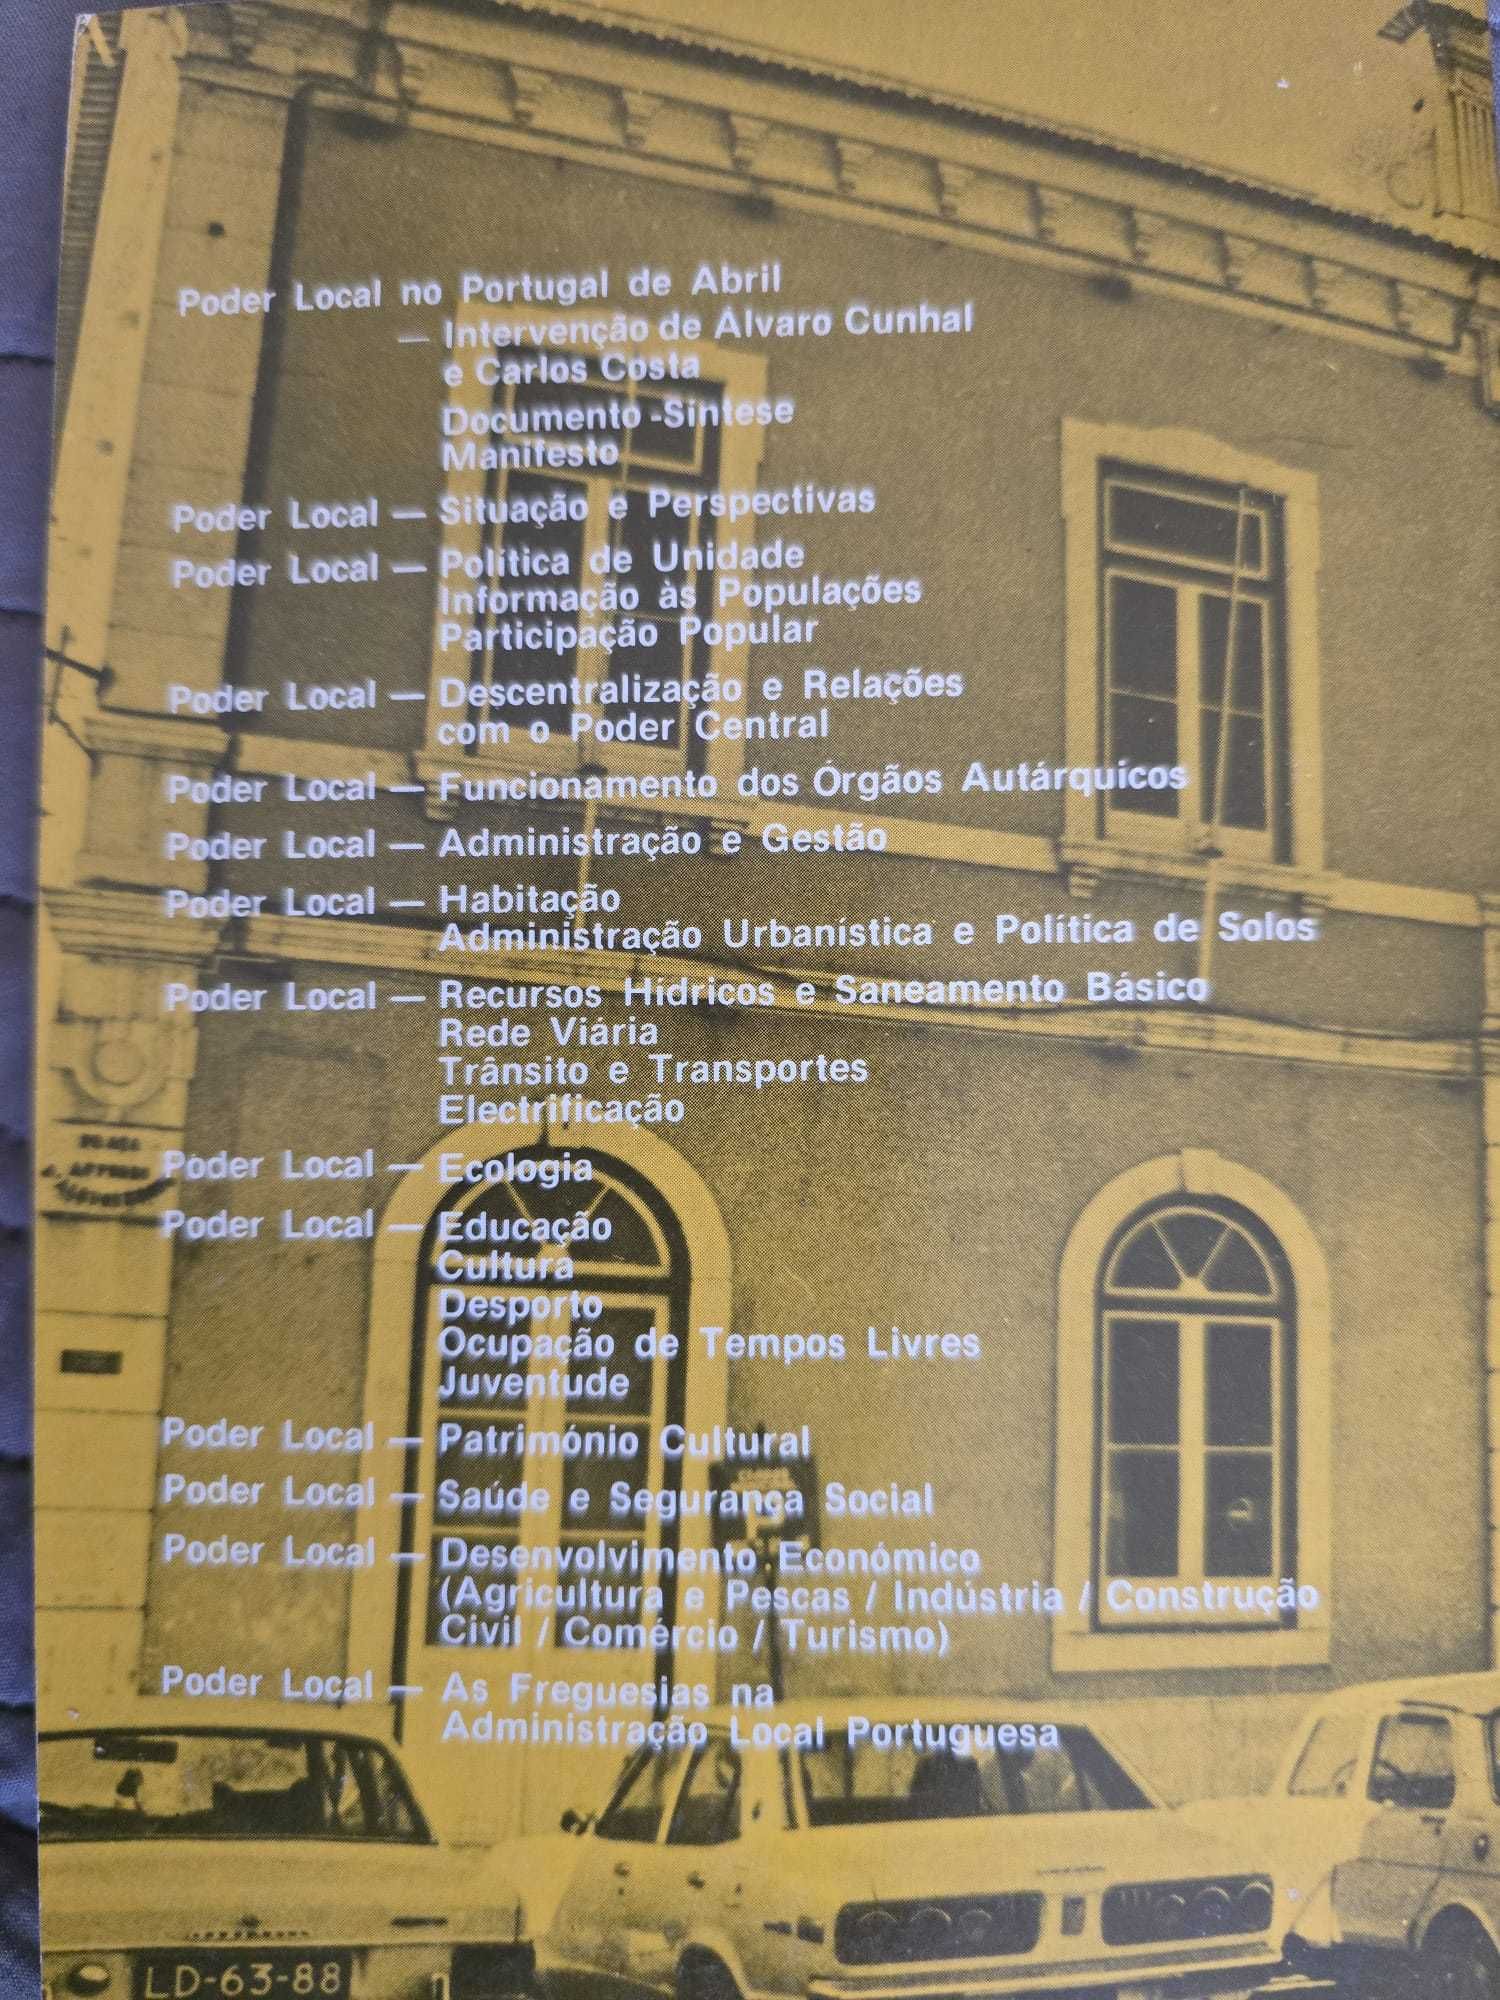 Poder Local no Portugal de Abril
— Intervenção de Álvaro Cunhal
e Carlos Costa
Documento-Síntese
Manifesto
Poder Local — Situação e Perspectivas
Poder Local — Política de Unidade
Informação às Populações
Participação Popular
Poder Local — Descentralização e Relações
com o Poder Central
Poder Local — Funcionamento dos Órgãos Autárquicos
Poder Local — Administração e Gestão
Poder Local — Habitação
Administração Urbanística e Política de Solos
Poder Local — Recursos Hídricos e Saneamento Básico
Rede Viária
Trânsito e Transportes
Electrificação
Poder Local — Ecologia
Poder Local — Educação
Cultura
Desporto
Ocupação de Tempos Livres
Juventude
Poder Local — Património Cultural
Poder Local — Saúde e Segurança Social
Poder Local — Desenvolvimento Económico
(Agricultura e Pescas / Indústria / Construção
Civil / Comércio / Turismo)
Poder Local — As Freguesias na
Administração Local Portuguesa
LD-63-88